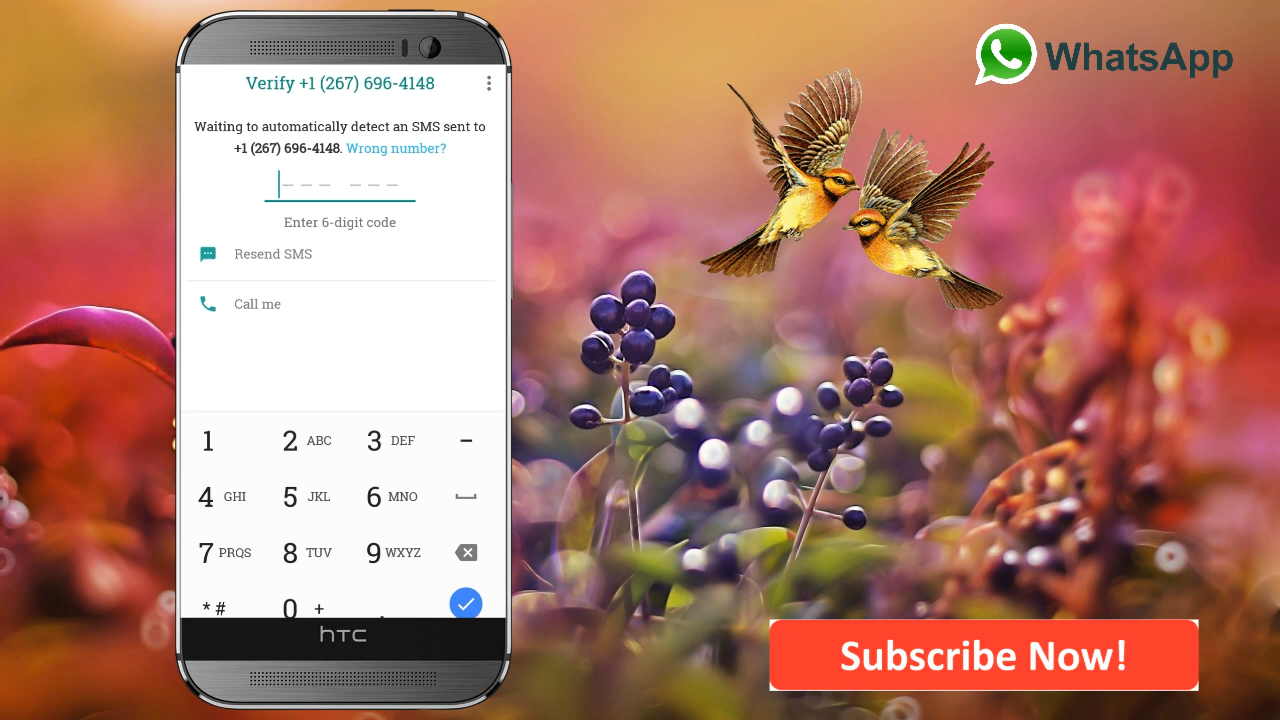 Verify +1 (267) 696-4148
Waiting to automatically detect an SMS sent to
+1 (267) 696-4148. Wrong number?
Enter 6-digit code
Resend SMS
Call me
1 2 ABC 3 DEF -
4 GHI 5 JKL 6 MNO
7 PRQS 8 TUV 9 WXYZ
* # 0 + .
hTC
WhatsApp
Subscribe Now!